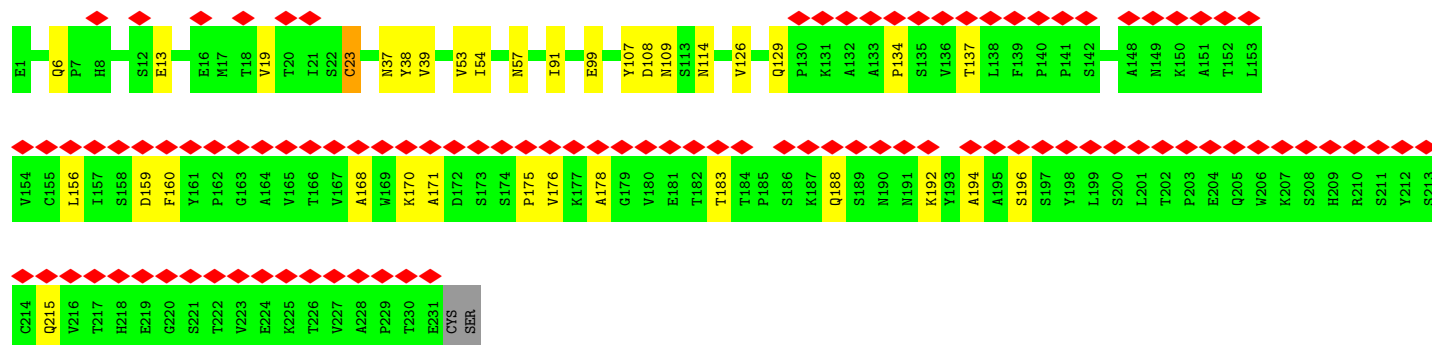 E1 Q6 P7 H8 S12 E13 E16 M17 T18 V19 T20 I21 S22 C23 N37 Y38 V39 V53 I54 N57 I91 E99 Y107 D108 N109 S113 N114 V126 Q129 P130 K131 A132 A133 P134 S135 V136 T137 L138 F139 P140 P141 S142 A148 N149 K150 A151 T152 L153
V154 C155 L156 I157 S158 D159 F160 Y161 P162 G163 A164 V165 T166 V167 A168 W169 K170 A171 D172 S173 S174 P175 V176 K177 A178 G179 V180 E181 T182 T183 T184 P185 S186 K187 Q188 S189 N190 N191 K192 Y193 A194 A195 S196 S197 Y198 L199 S200 L201 T202 P203 E204 Q205 W206 K207 S208 H209 R210 S211 Y212 S213
C214 Q215 V216 T217 H218 E219 G220 S221 T222 V223 E224 K225 T226 V227 A228 P229 T230 E231 CYS SER